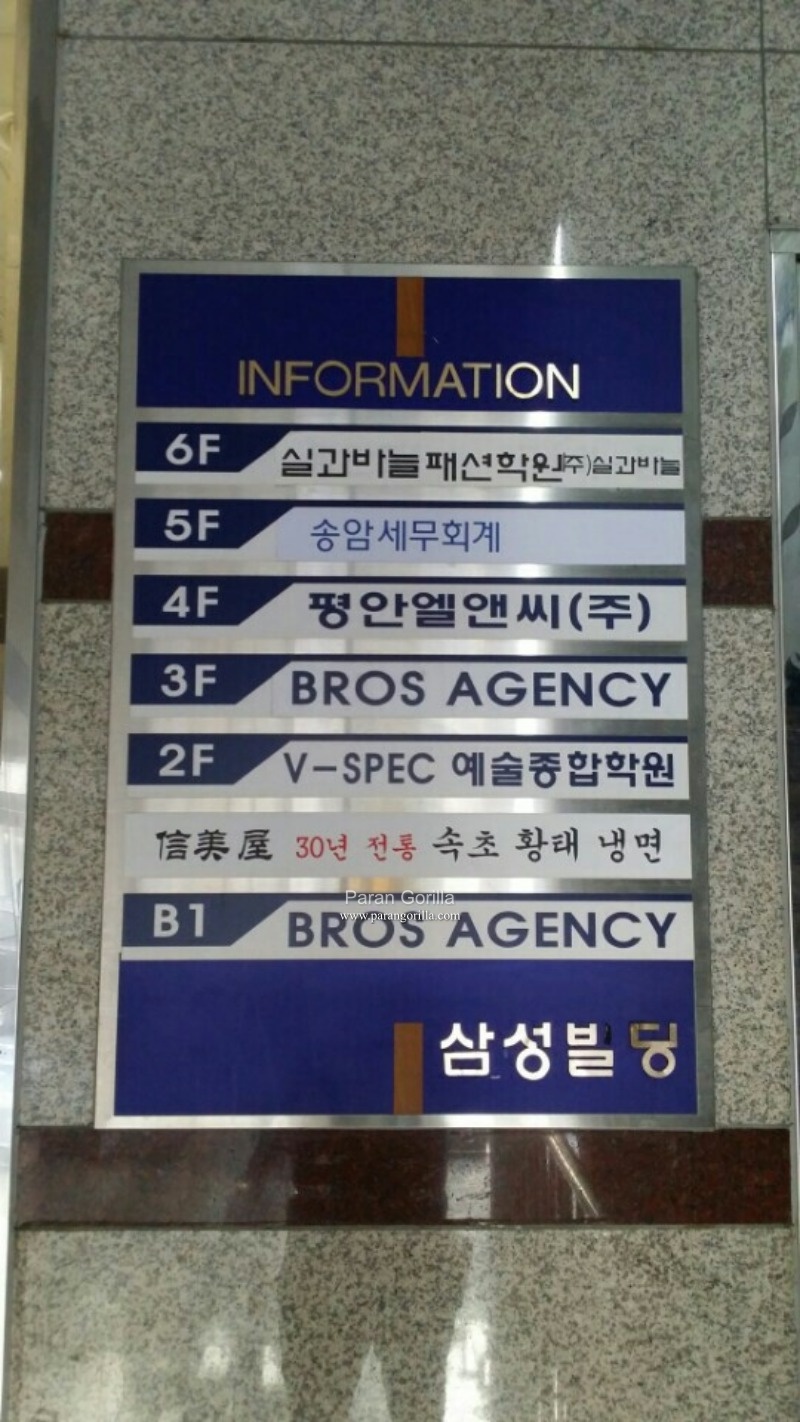 INFORMATION
6F 실과바늘패션학원 (주)실과바늘
5F 송암세무회계
4F 평안엘앤씨(주)
3F BROS AGENCY
2F V-SPEC 예술종합학원
信美屋 30년 전통 속초 황태 냉면
Paran Gorilla
www.parangorilla.com
B1 BROS AGENCY
삼성빌딩